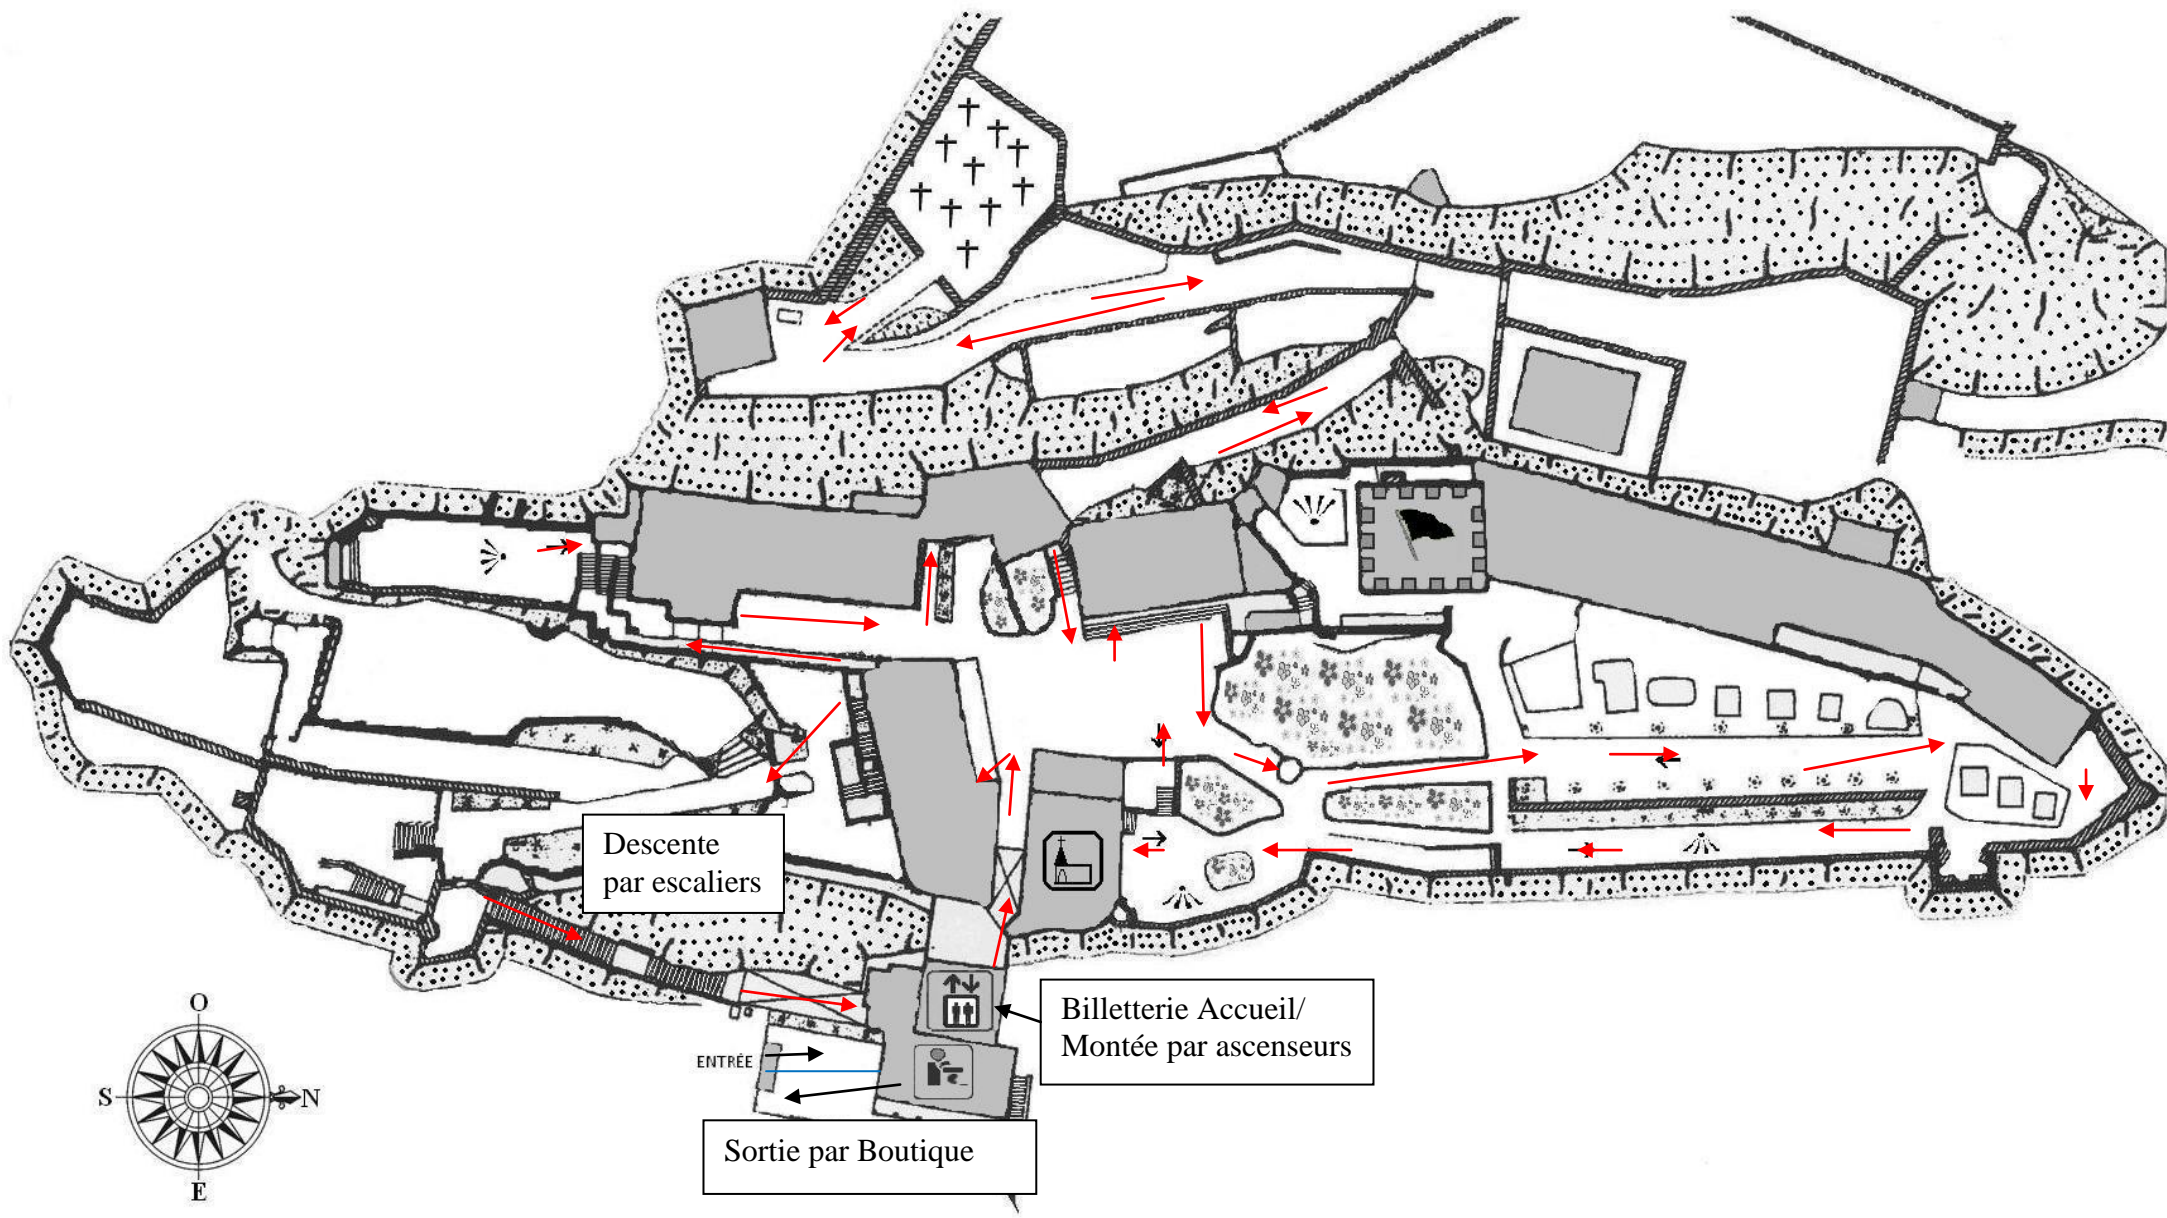 Descente
par escaliers
O
S
N
E
ENTRÉE
Billetterie Accueil/
Montée par ascenseurs
Sortie par Boutique